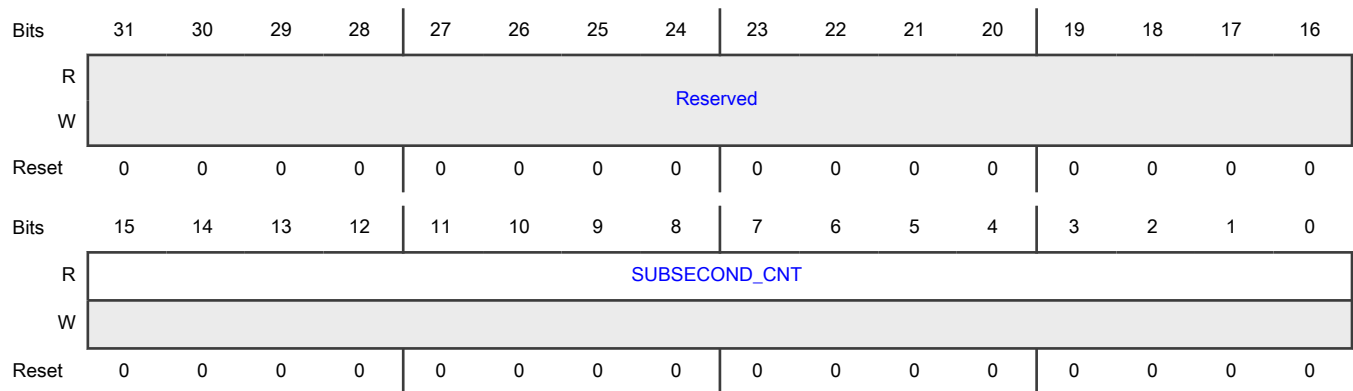 Bits 31 30 29 28 27 26 25 24 23 22 21 20 19 18 17 16
R
Reserved
W
Reset 0 0 0 0 0 0 0 0 0 0 0 0 0 0 0 0
Bits 15 14 13 12 11 10 9 8 7 6 5 4 3 2 1 0
R SUBSECOND_CNT
W
Reset 0 0 0 0 0 0 0 0 0 0 0 0 0 0 0 0